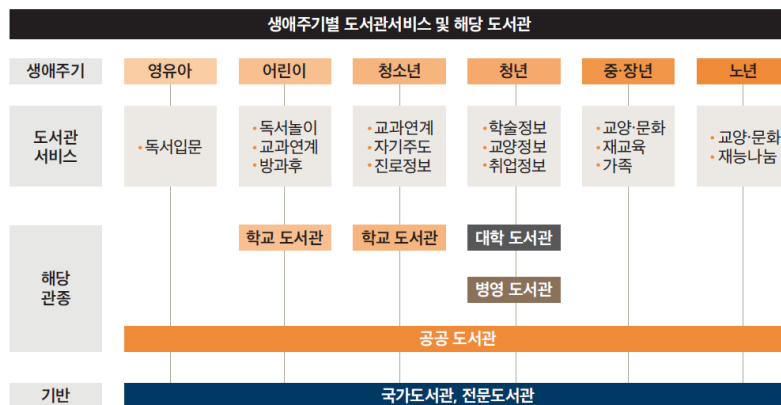 생애주기별 도서관서비스 및 해당 도서관
생애주기
영유아
어린이
청소년
청년
중·장년
노년
도서관
서비스
• 독서입문
• 독서놀이
• 교과연계
• 방과후
• 교과연계
• 자기주도
• 진로정보
• 학술정보
• 교양정보
• 취업정보
• 교양·문화
• 재교육
• 가족
• 교양·문화
• 재능나눔
해당
관종
학교 도서관
학교 도서관
대학 도서관
병영 도서관
공공 도서관
기반
국가도서관, 전문도서관